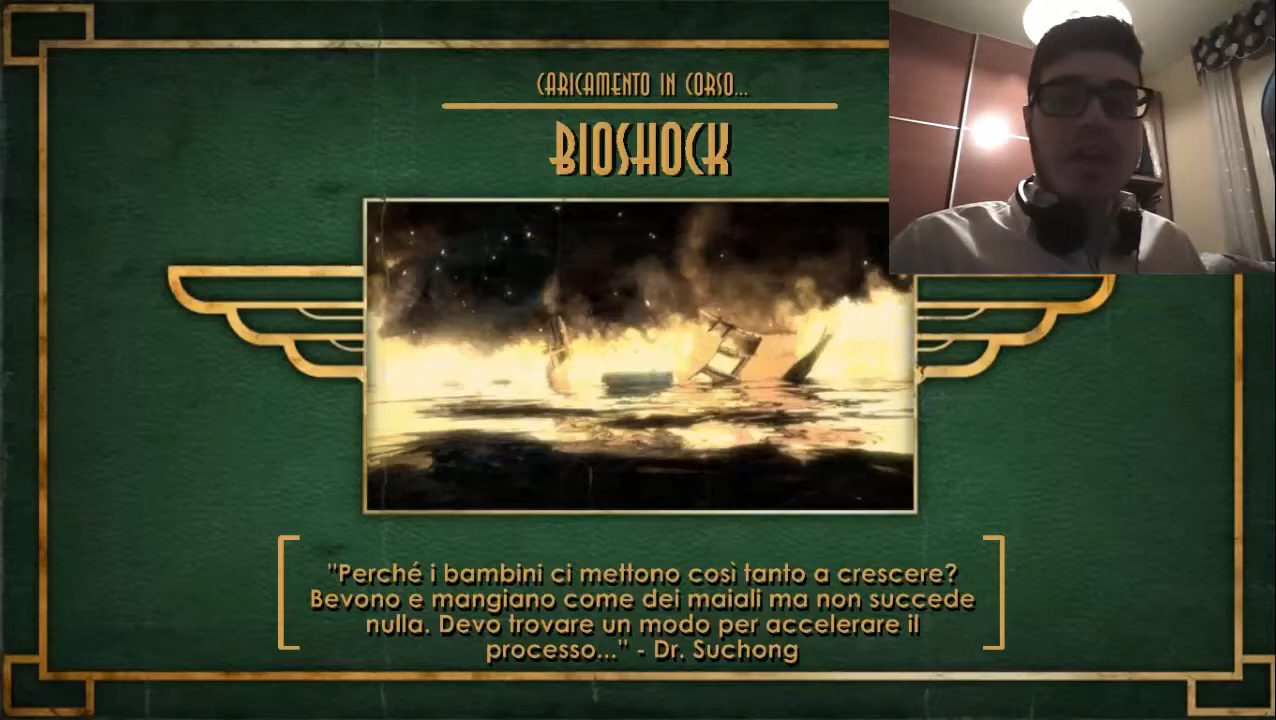 CARICAMENTO IN CORSO...
BIOSHOCK
"Perché i bambini ci mettono così tanto a crescere?
Bevono e mangiano come dei maiali ma non succede
nulla. Devo trovare un modo per accelerare il
processo..." - Dr. Suchong